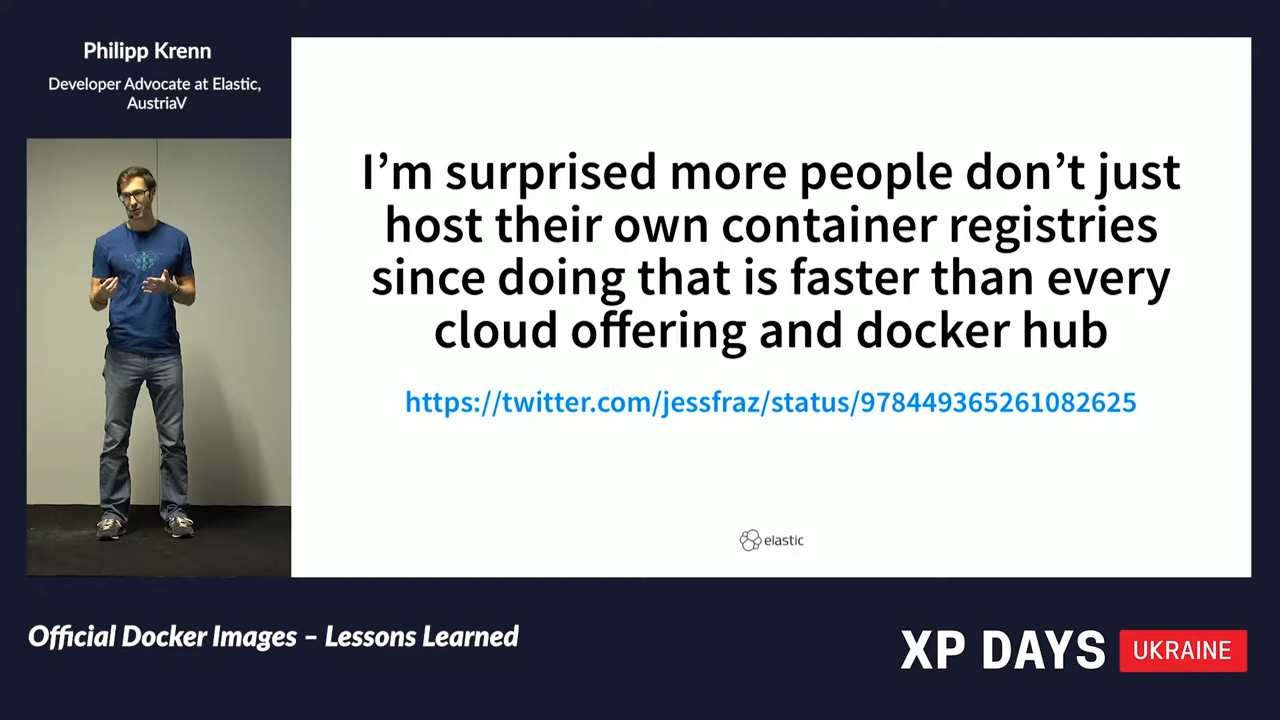 Philipp Krenn
Developer Advocate at Elastic,
AustriaV
I’m surprised more people don’t just
host their own container registries
since doing that is faster than every
cloud offering and docker hub
https://twitter.com/jessfraz/status/978449365261082625
elastic
Official Docker Images – Lessons Learned
XP DAYS UKRAINE